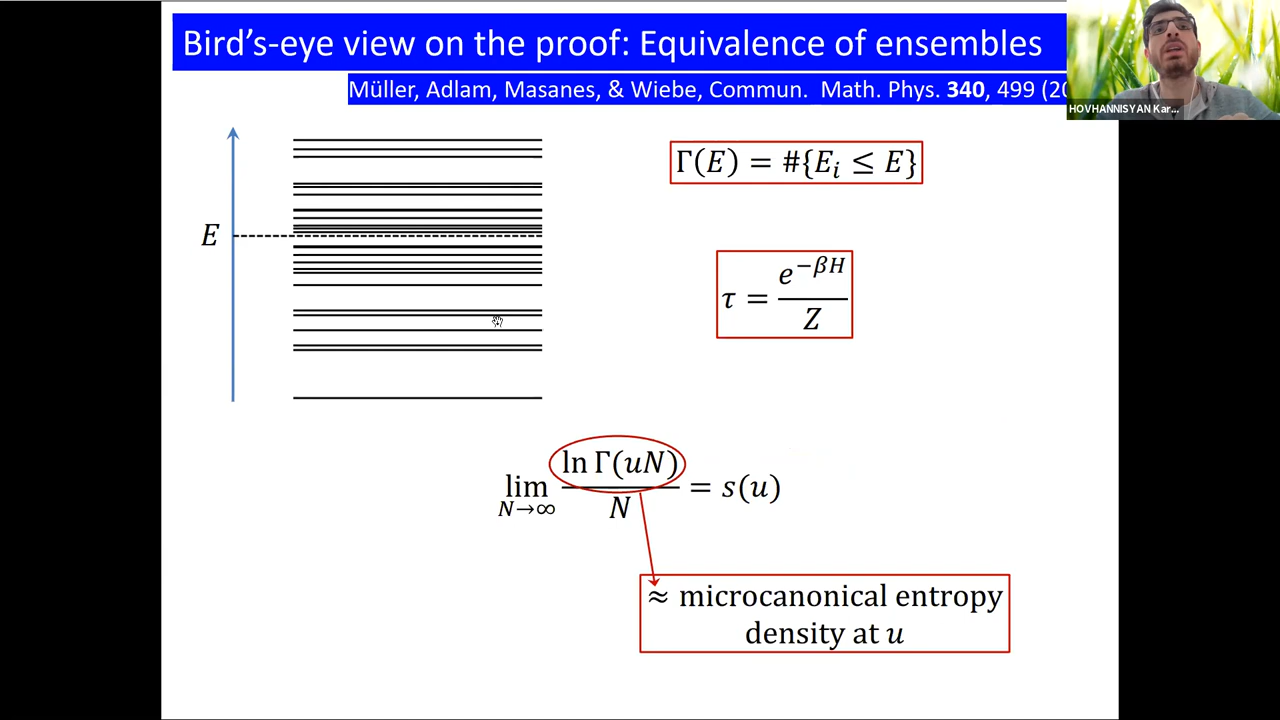 Bird's-eye view on the proof: Equivalence of ensembles
Müller, Adlam, Masanes, & Wiebe, Commun. Math. Phys. 340, 499 (20
HOVHANNISYAN Kar...
Γ(E) = #{E_i ≤ E}
E
τ = e^{-βH} / Z
lim_{N→∞} ln Γ(uN) / N = s(u)
≈ microcanonical entropy
density at u